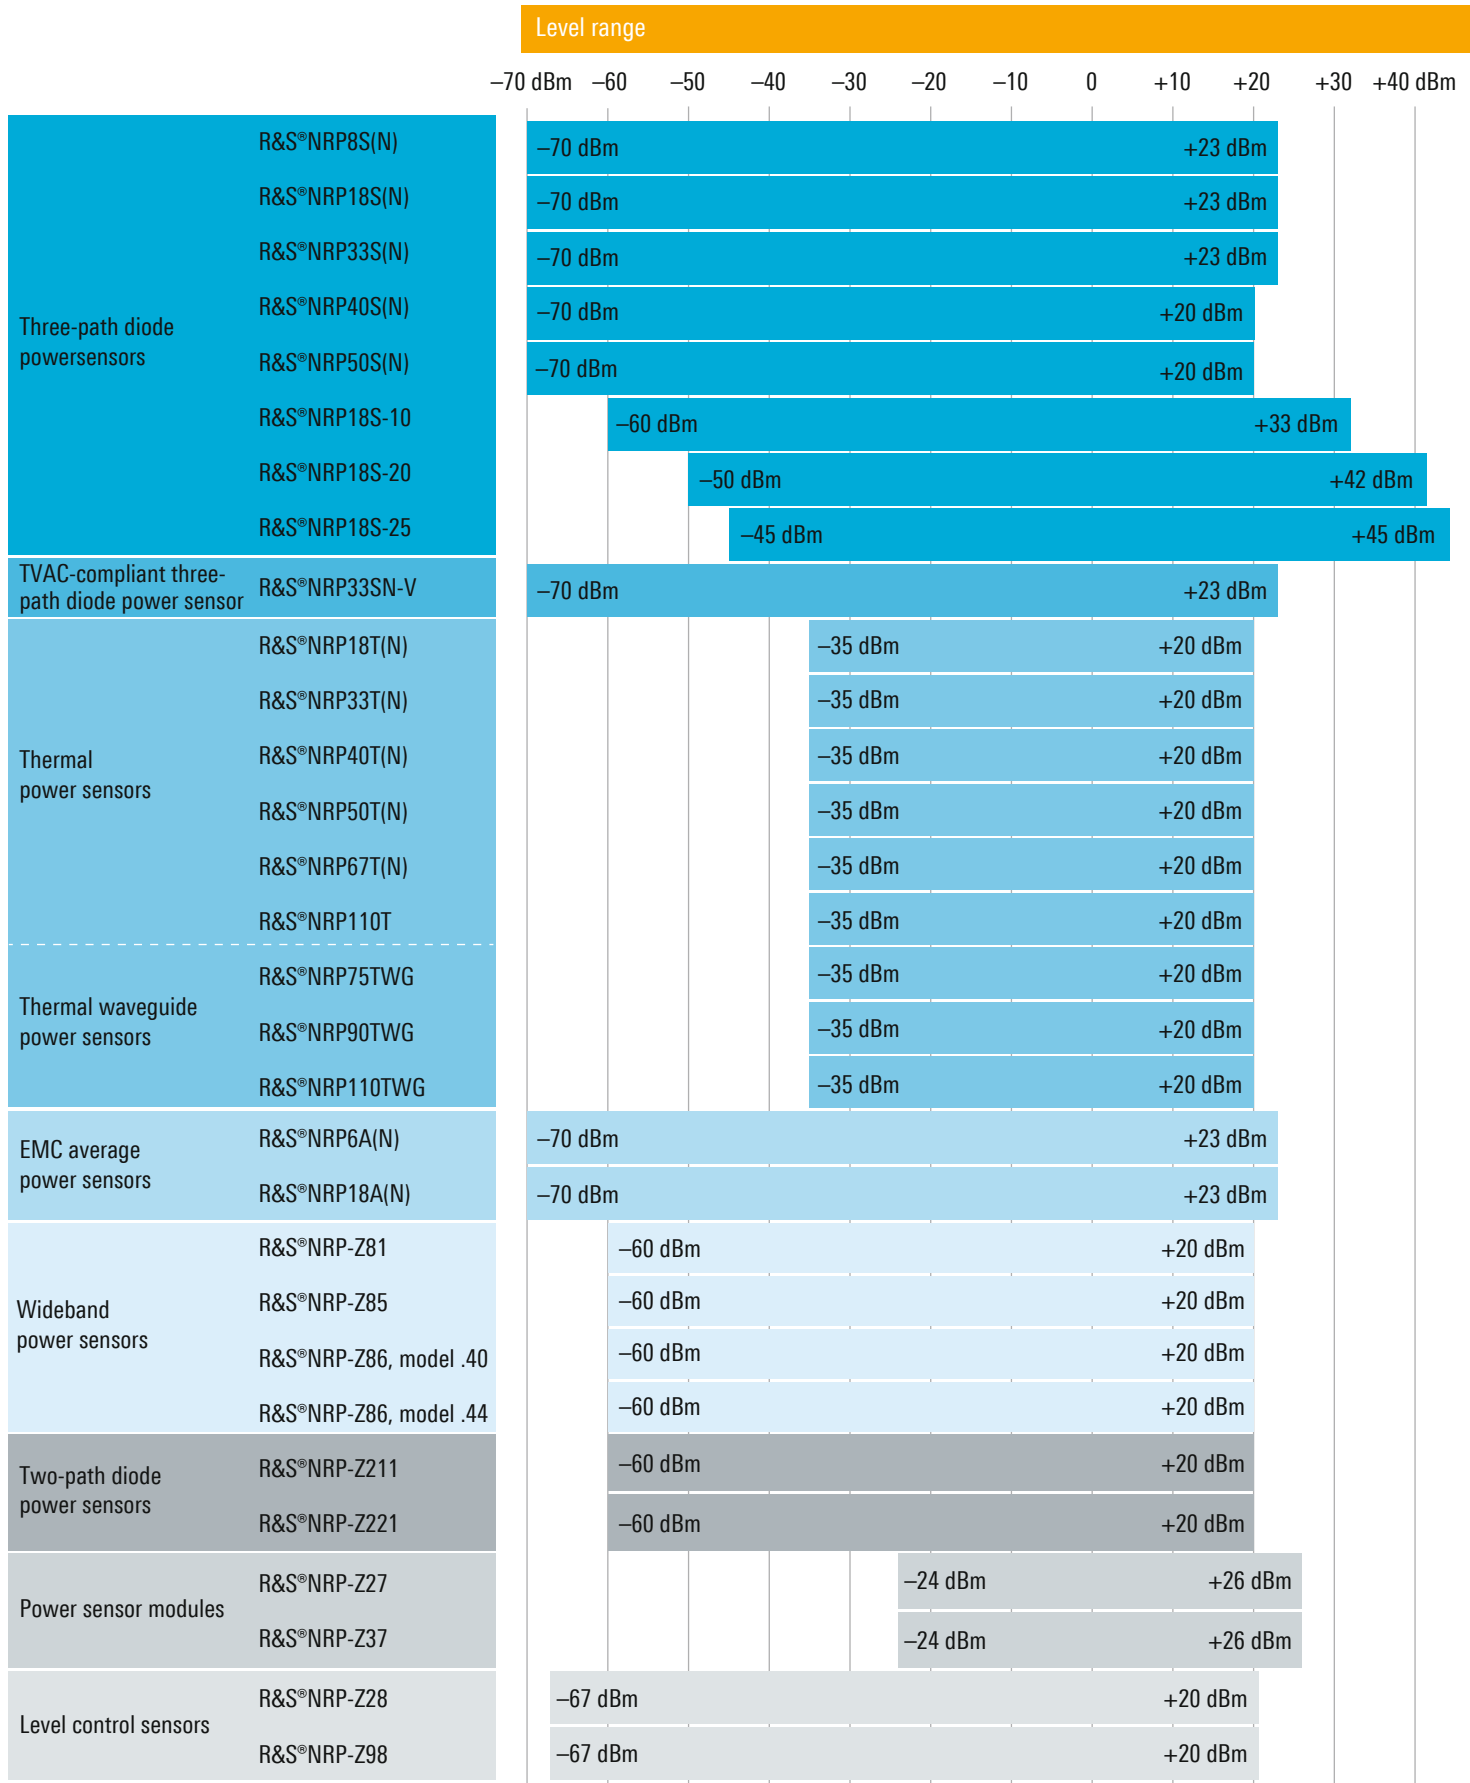 Level range
–70 dBm –60 –50 –40 –30 –20 –10 0 +10 +20 +30 +40 dBm
Three-path diode
powersensors
R&S®NRP8S(N) –70 dBm +23 dBm
R&S®NRP18S(N) –70 dBm +23 dBm
R&S®NRP33S(N) –70 dBm +23 dBm
R&S®NRP40S(N) –70 dBm +20 dBm
R&S®NRP50S(N) –70 dBm +20 dBm
R&S®NRP18S-10 –60 dBm +33 dBm
R&S®NRP18S-20 –50 dBm +42 dBm
R&S®NRP18S-25 –45 dBm +45 dBm
TVAC-compliant three-
path diode power sensor
R&S®NRP33SN-V –70 dBm +23 dBm
Thermal
power sensors
R&S®NRP18T(N) –35 dBm +20 dBm
R&S®NRP33T(N) –35 dBm +20 dBm
R&S®NRP40T(N) –35 dBm +20 dBm
R&S®NRP50T(N) –35 dBm +20 dBm
R&S®NRP67T(N) –35 dBm +20 dBm
R&S®NRP110T –35 dBm +20 dBm
Thermal waveguide
power sensors
R&S®NRP75TWG –35 dBm +20 dBm
R&S®NRP90TWG –35 dBm +20 dBm
R&S®NRP110TWG –35 dBm +20 dBm
EMC average
power sensors
R&S®NRP6A(N) –70 dBm +23 dBm
R&S®NRP18A(N) –70 dBm +23 dBm
Wideband
power sensors
R&S®NRP-Z81 –60 dBm +20 dBm
R&S®NRP-Z85 –60 dBm +20 dBm
R&S®NRP-Z86, model .40 –60 dBm +20 dBm
R&S®NRP-Z86, model .44 –60 dBm +20 dBm
Two-path diode
power sensors
R&S®NRP-Z211 –60 dBm +20 dBm
R&S®NRP-Z221 –60 dBm +20 dBm
Power sensor modules
R&S®NRP-Z27 –24 dBm +26 dBm
R&S®NRP-Z37 –24 dBm +26 dBm
Level control sensors
R&S®NRP-Z28 –67 dBm +20 dBm
R&S®NRP-Z98 –67 dBm +20 dBm